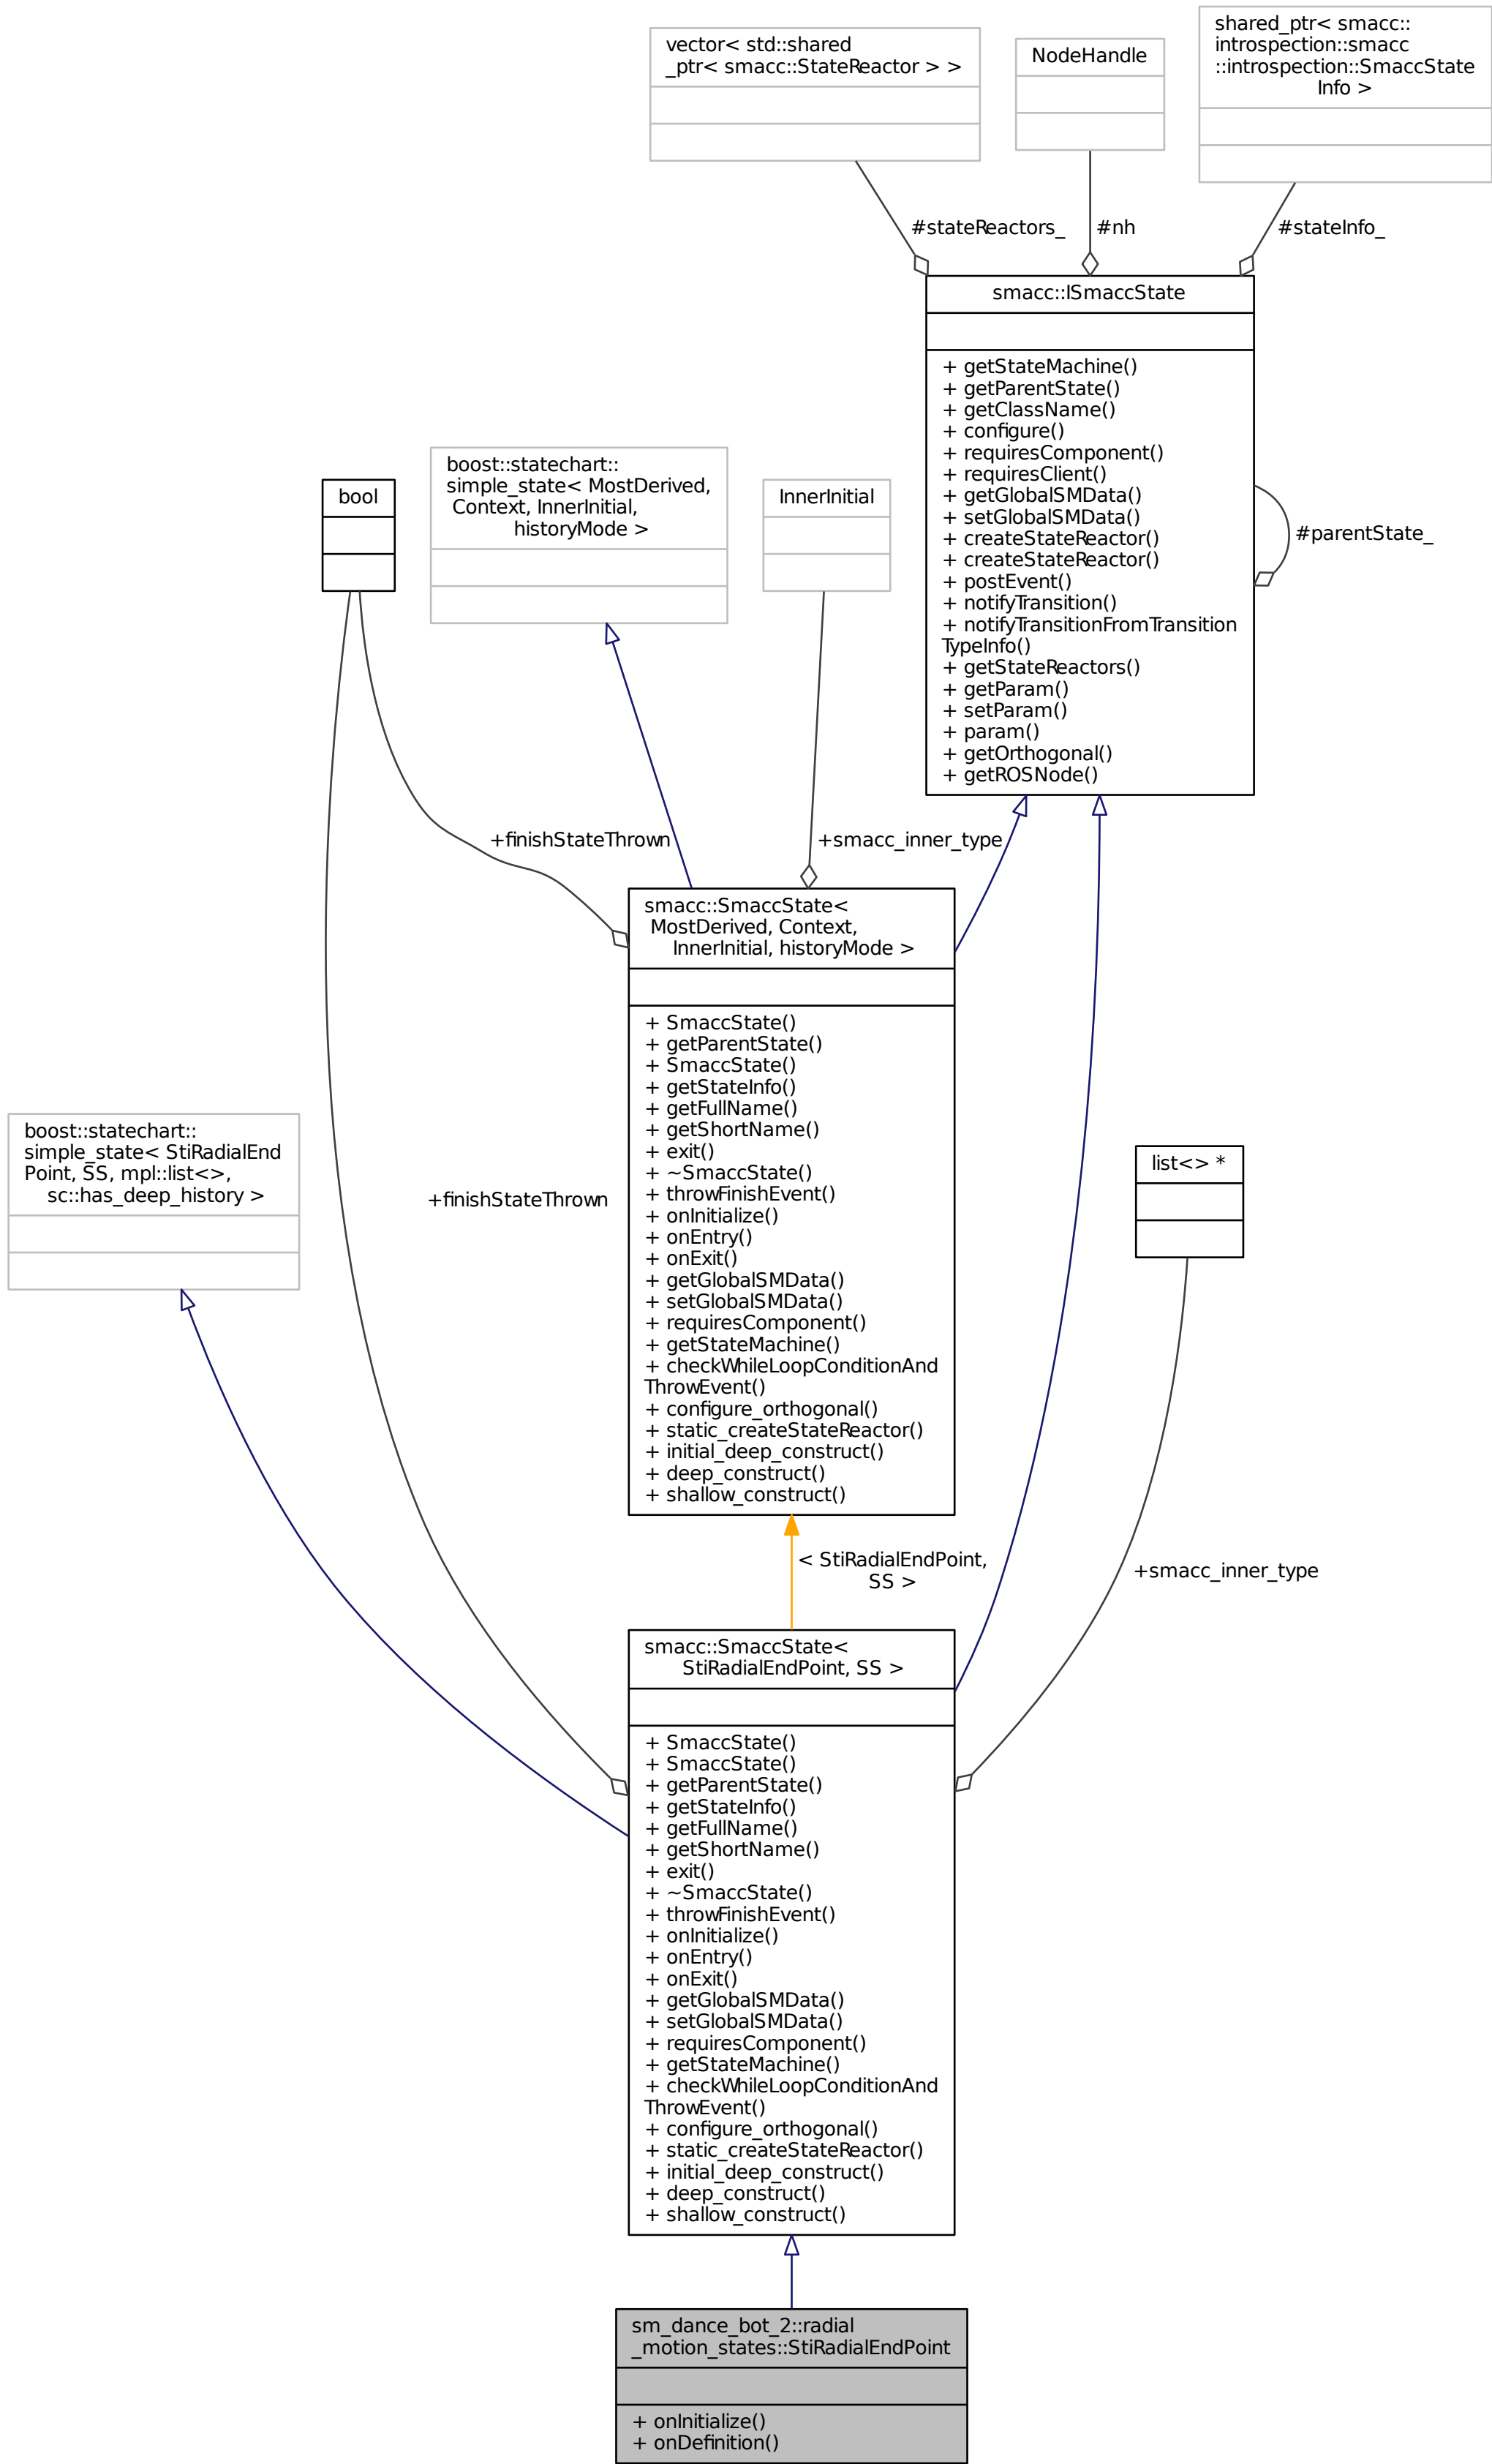 vector< std::shared
_ptr< smacc::StateReactor > >
NodeHandle
shared_ptr< smacc::
introspection::smacc
::introspection::SmaccState
Info >
#stateReactors_
#nh
#stateInfo_
smacc::ISmaccState
+ getStateMachine()
+ getParentState()
+ getClassName()
+ configure()
+ requiresComponent()
+ requiresClient()
+ getGlobalSMData()
+ setGlobalSMData()
+ createStateReactor()
+ createStateReactor()
+ postEvent()
+ notifyTransition()
+ notifyTransitionFromTransition
TypeInfo()
+ getStateReactors()
+ getParam()
+ setParam()
+ param()
+ getOrthogonal()
+ getROSNode()
#parentState_
bool
boost::statechart::
simple_state< MostDerived,
Context, InnerInitial,
historyMode >
InnerInitial
+finishStateThrown
+smacc_inner_type
smacc::SmaccState<
MostDerived, Context,
InnerInitial, historyMode >
+ SmaccState()
+ getParentState()
+ SmaccState()
+ getStateInfo()
+ getFullName()
+ getShortName()
+ exit()
+ ~SmaccState()
+ throwFinishEvent()
+ onInitialize()
+ onEntry()
+ onExit()
+ getGlobalSMData()
+ setGlobalSMData()
+ requiresComponent()
+ getStateMachine()
+ checkWhileLoopConditionAnd
ThrowEvent()
+ configure_orthogonal()
+ static_createStateReactor()
+ initial_deep_construct()
+ deep_construct()
+ shallow_construct()
boost::statechart::
simple_state< StiRadialEnd
Point, SS, mpl::list<>,
sc::has_deep_history >
+finishStateThrown
list<> *
< StiRadialEndPoint,
SS >
+smacc_inner_type
smacc::SmaccState<
StiRadialEndPoint, SS >
+ SmaccState()
+ SmaccState()
+ getParentState()
+ getStateInfo()
+ getFullName()
+ getShortName()
+ exit()
+ ~SmaccState()
+ throwFinishEvent()
+ onInitialize()
+ onEntry()
+ onExit()
+ getGlobalSMData()
+ setGlobalSMData()
+ requiresComponent()
+ getStateMachine()
+ checkWhileLoopConditionAnd
ThrowEvent()
+ configure_orthogonal()
+ static_createStateReactor()
+ initial_deep_construct()
+ deep_construct()
+ shallow_construct()
sm_dance_bot_2::radial
_motion_states::StiRadialEndPoint
+ onInitialize()
+ onDefinition()